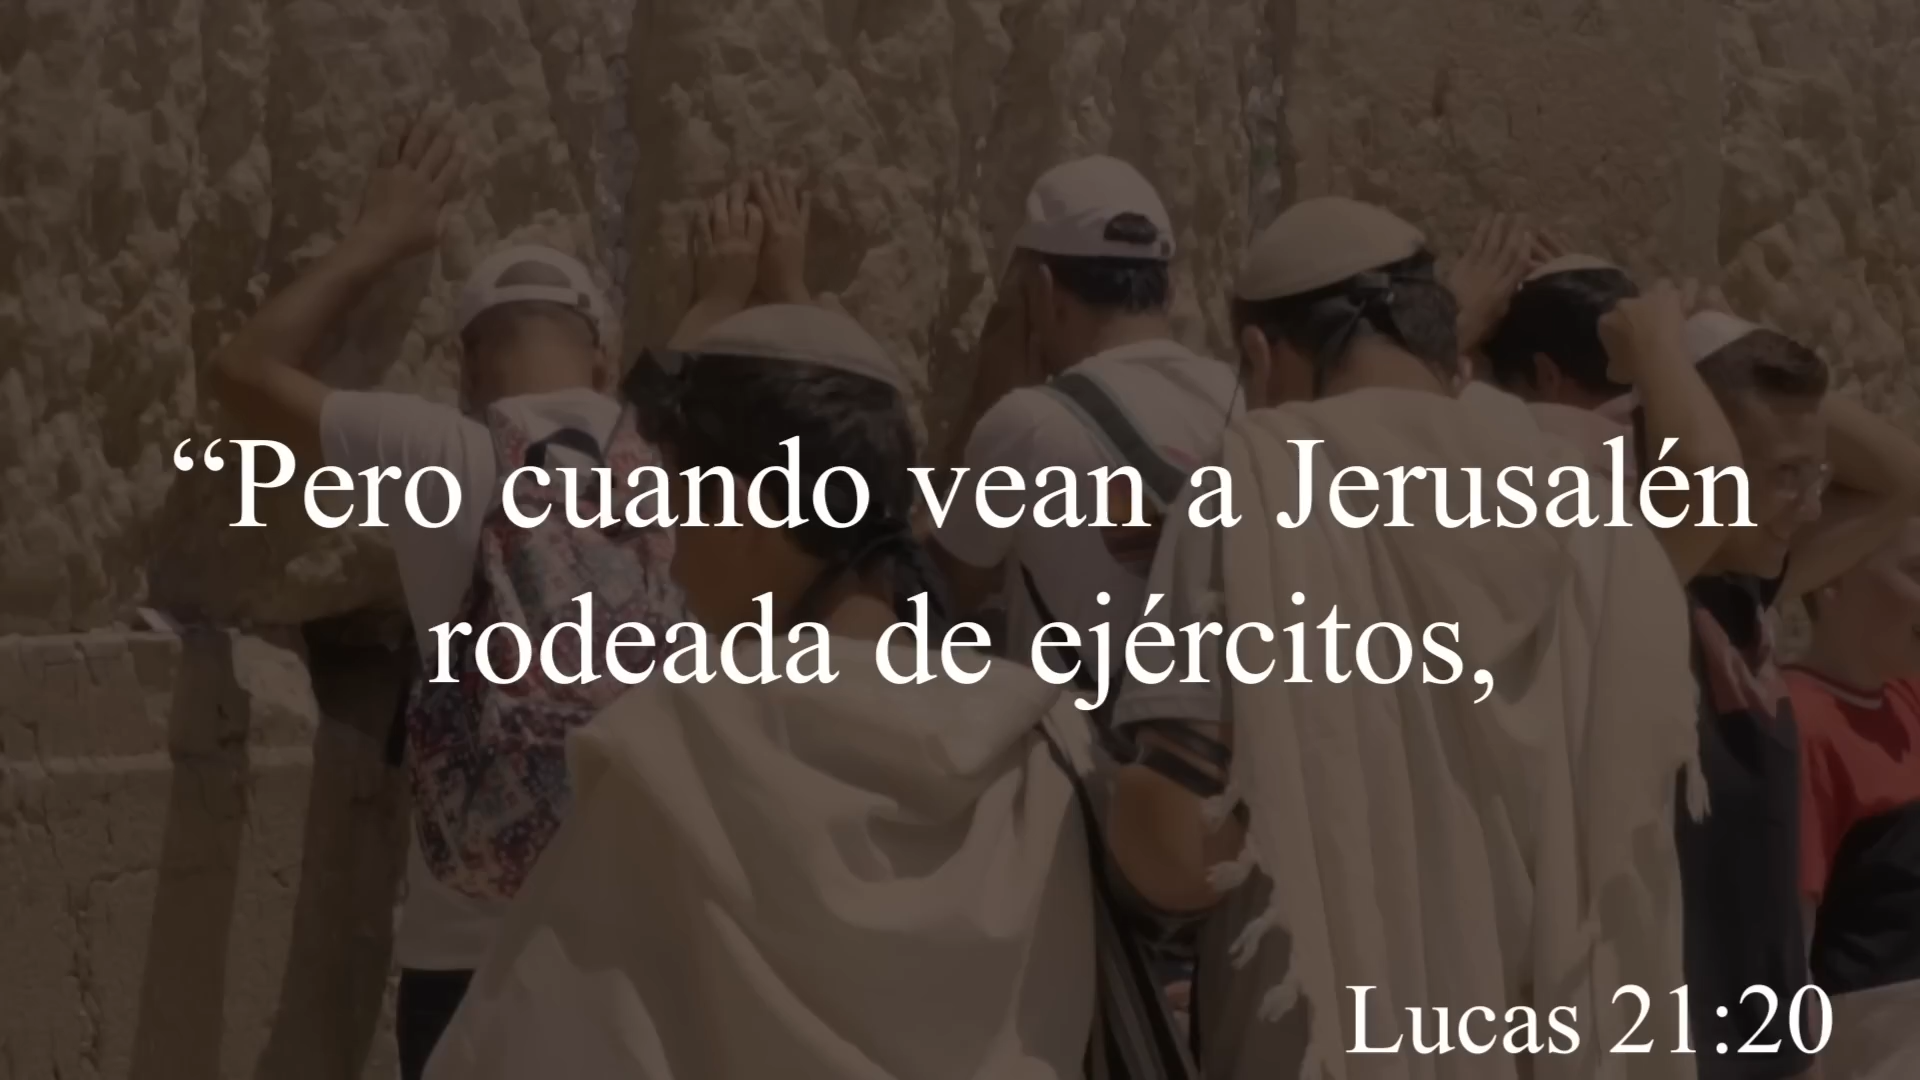 “Pero cuando vean a Jerusalén
rodeada de ejércitos,
Lucas 21:20